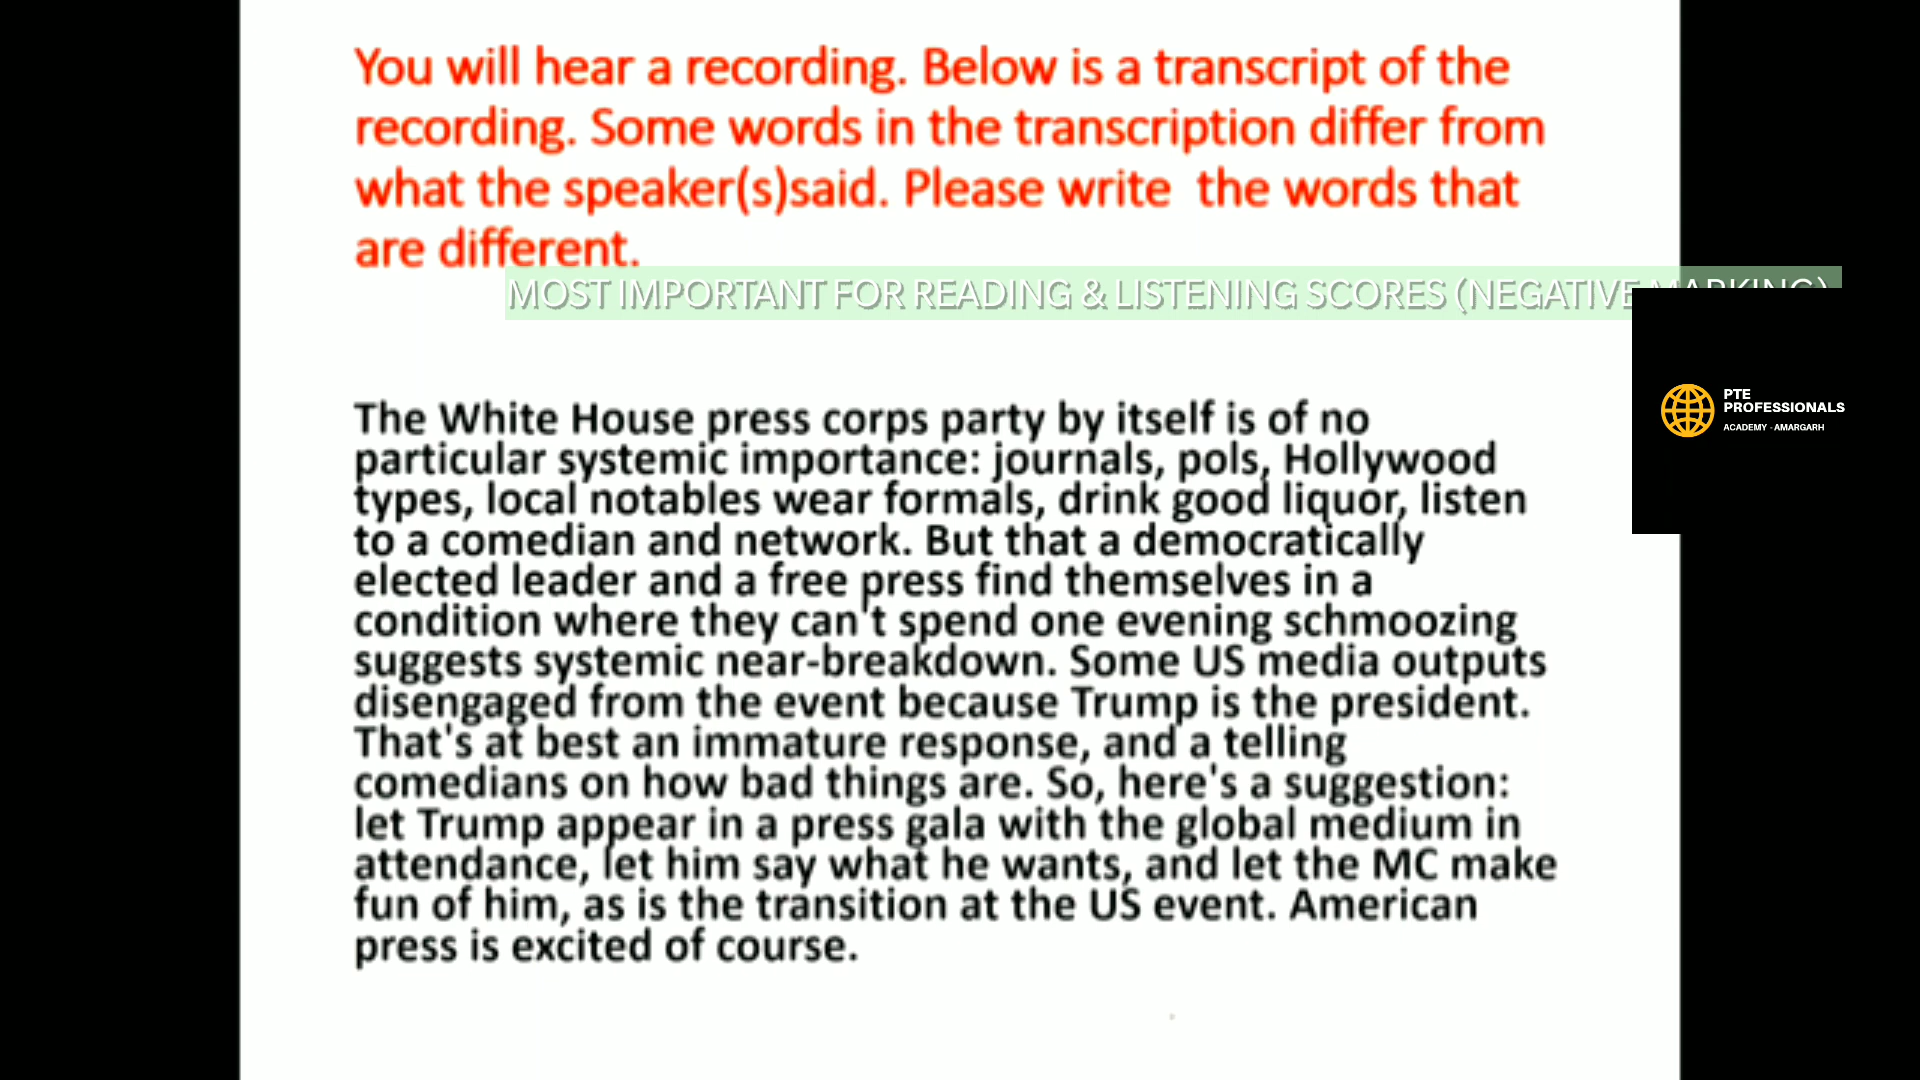 You will hear a recording. Below is a transcript of the
recording. Some words in the transcription differ from
what the speaker(s)said. Please write the words that
are different.
MOST IMPORTANT FOR READING & LISTENING SCORES (NEGATIVE MARKING)
PTE
PROFESSIONALS
ACADEMY - AMARGARH
The White House press corps party by itself is of no
particular systemic importance: journals, pols, Hollywood
types, local notables wear formals, drink good liquor, listen
to a comedian and network. But that a democratically
elected leader and a free press find themselves in a
condition where they can't spend one evening schmoozing
suggests systemic near-breakdown. Some US media outputs
disengaged from the event because Trump is the president.
That's at best an immature response, and a telling
comedians on how bad things are. So, here's a suggestion:
let Trump appear in a press gala with the global medium in
attendance, let him say what he wants, and let the MC make
fun of him, as is the transition at the US event. American
press is excited of course.